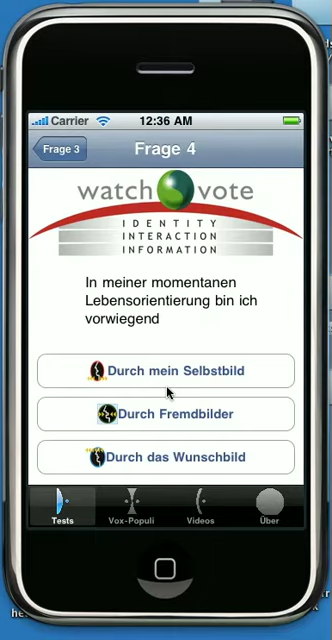 Carrier 12:36 AM
Frage 3 Frage 4
watch vote
IDENTITY
INTERACTION
INFORMATION
In meiner momentanen
Lebensorientierung bin ich
vorwiegend
Durch mein Selbstbild
Durch Fremdbilder
Durch das Wunschbild
Tests Vox-Populi Videos Über